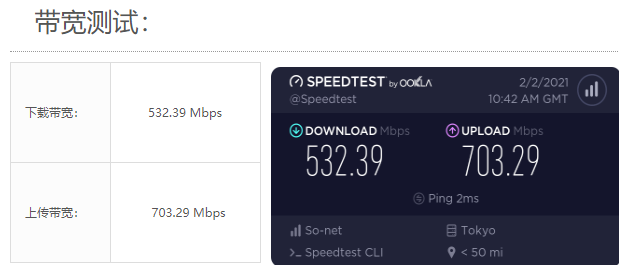 带宽测试：
下载带宽：
532.39 Mbps
上传带宽：
703.29 Mbps
SPEEDTEST by OOKLA
@Speedtest
2/2/2021
10:42 AM GMT
DOWNLOAD Mbps
532.39
UPLOAD Mbps
703.29
Ping 2ms
So-net
Tokyo
Speedtest CLI
< 50 mi